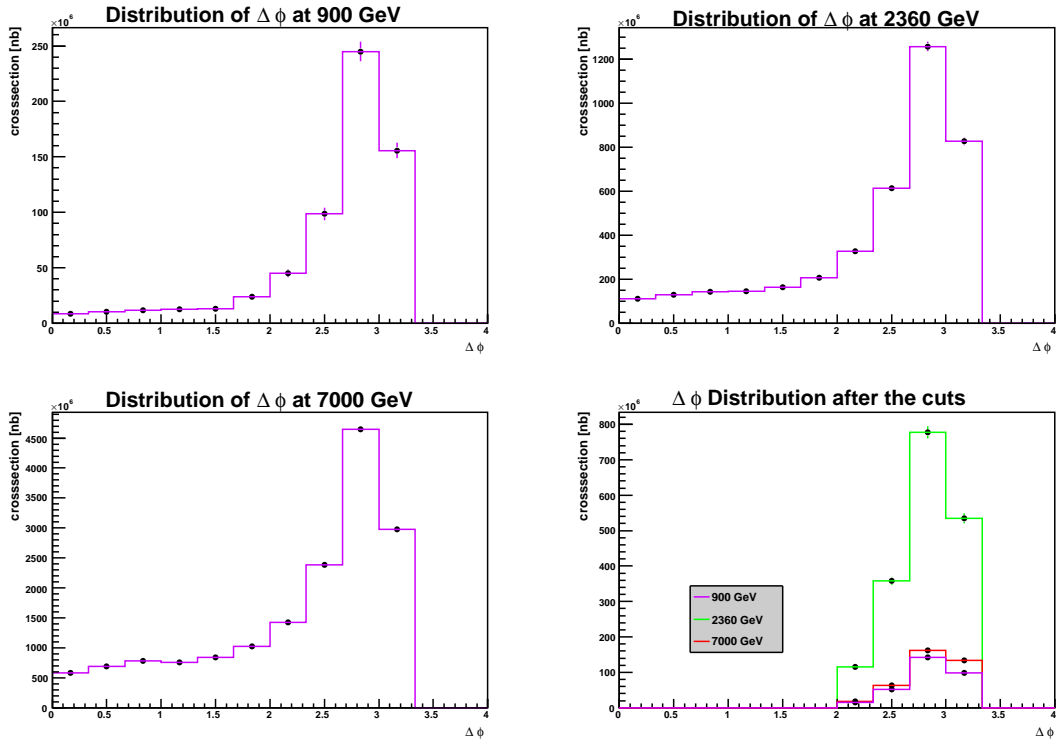 Distribution of Δ ϕ at 900 GeV
×10⁶
crosssection [nb]
250
200
150
100
50
0
0 0.5 1 1.5 2 2.5 3 3.5 4
Δ ϕ
Distribution of Δ ϕ at 2360 GeV
×10⁶
crosssection [nb]
1200
1000
800
600
400
200
0
0 0.5 1 1.5 2 2.5 3 3.5 4
Δ ϕ
Distribution of Δ ϕ at 7000 GeV
×10⁶
crosssection [nb]
4500
4000
3500
3000
2500
2000
1500
1000
500
0
0 0.5 1 1.5 2 2.5 3 3.5 4
Δ ϕ
Δ ϕ Distribution after the cuts
×10⁶
crosssection [nb]
800
700
600
500
400
300
200
100
0
0 0.5 1 1.5 2 2.5 3 3.5 4
Δ ϕ
900 GeV
2360 GeV
7000 GeV